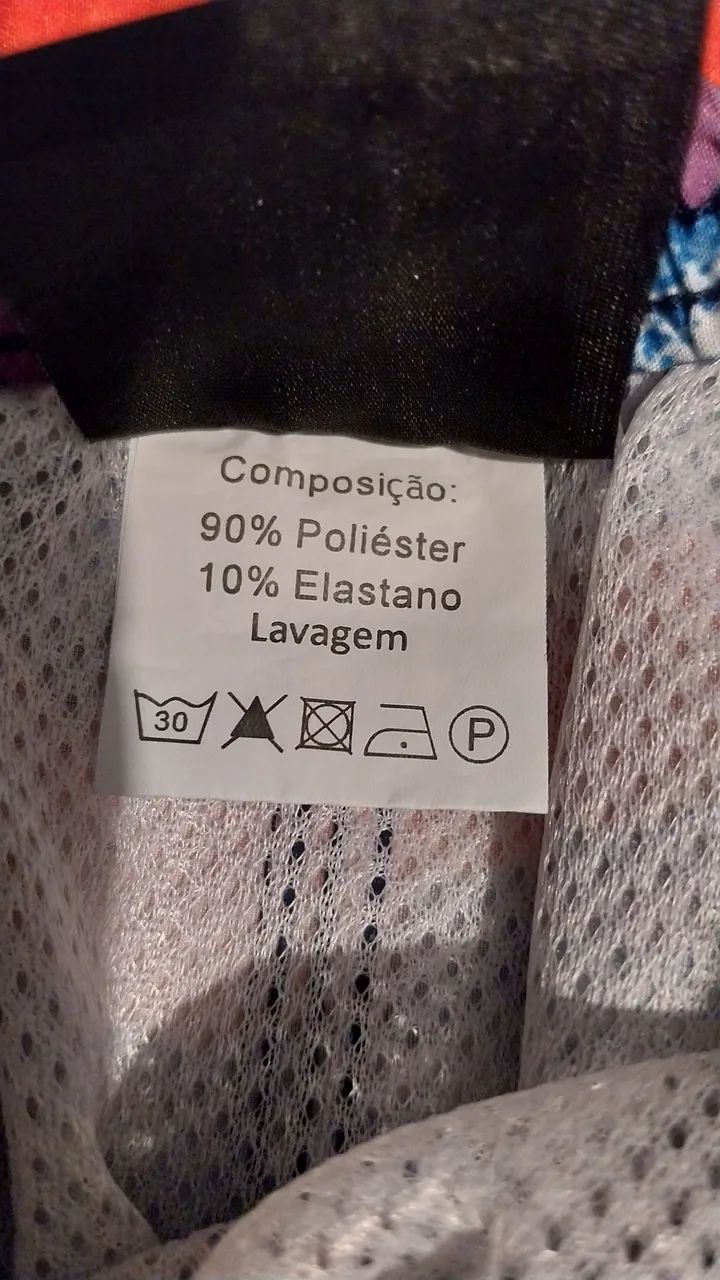 Composição:
90% Poliéster
10% Elastano
Lavagem
30
P